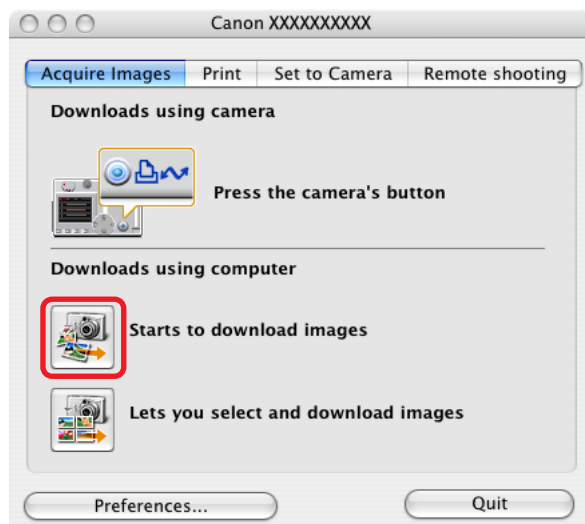 Canon XXXXXXXXXX
Acquire Images Print Set to Camera Remote shooting
Downloads using camera
Press the camera's button
Downloads using computer
Starts to download images
Lets you select and download images
Preferences... Quit